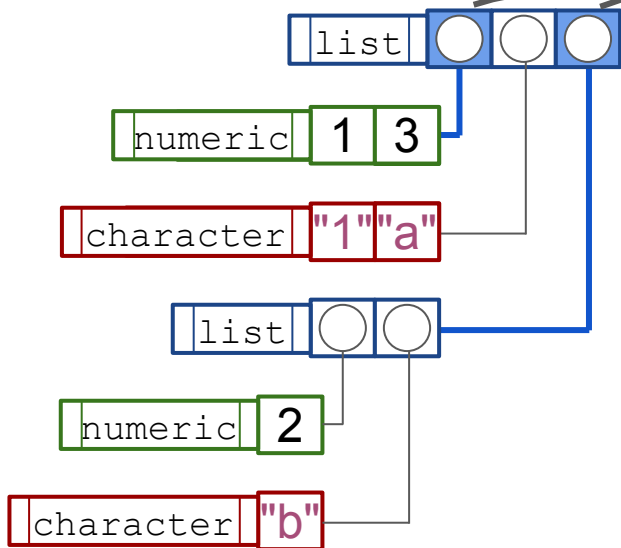 list
numeric 1 3
character "1" "a"
list
numeric 2
character "b"